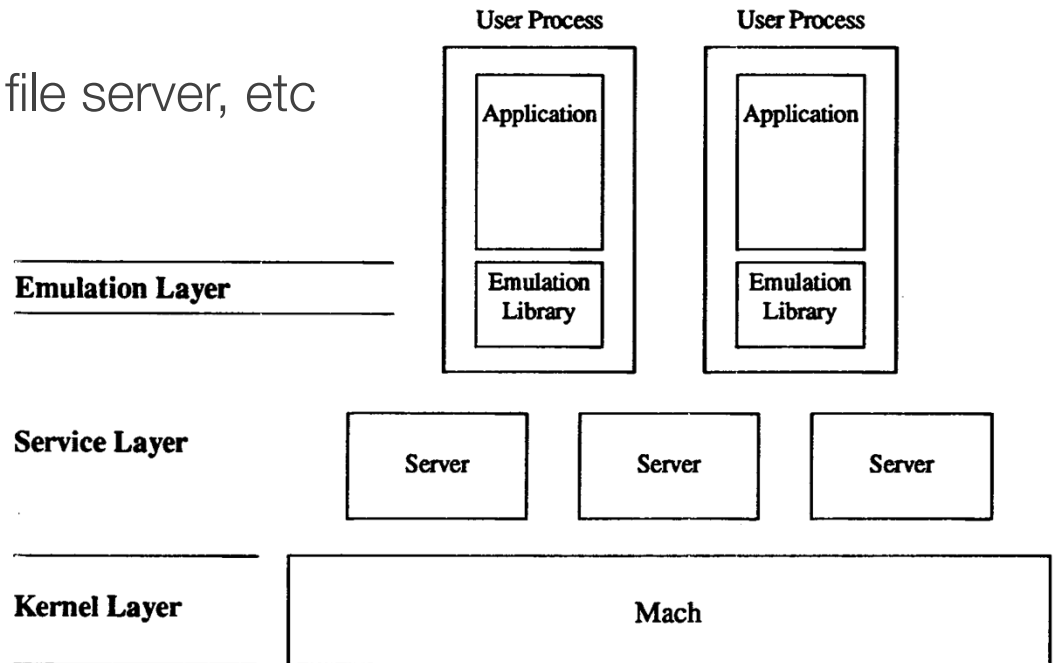 User Process
User Process
file server, etc
Application
Application
Emulation Layer
Emulation
Library
Emulation
Library
Service Layer
Server
Server
Server
Kernel Layer
Mach